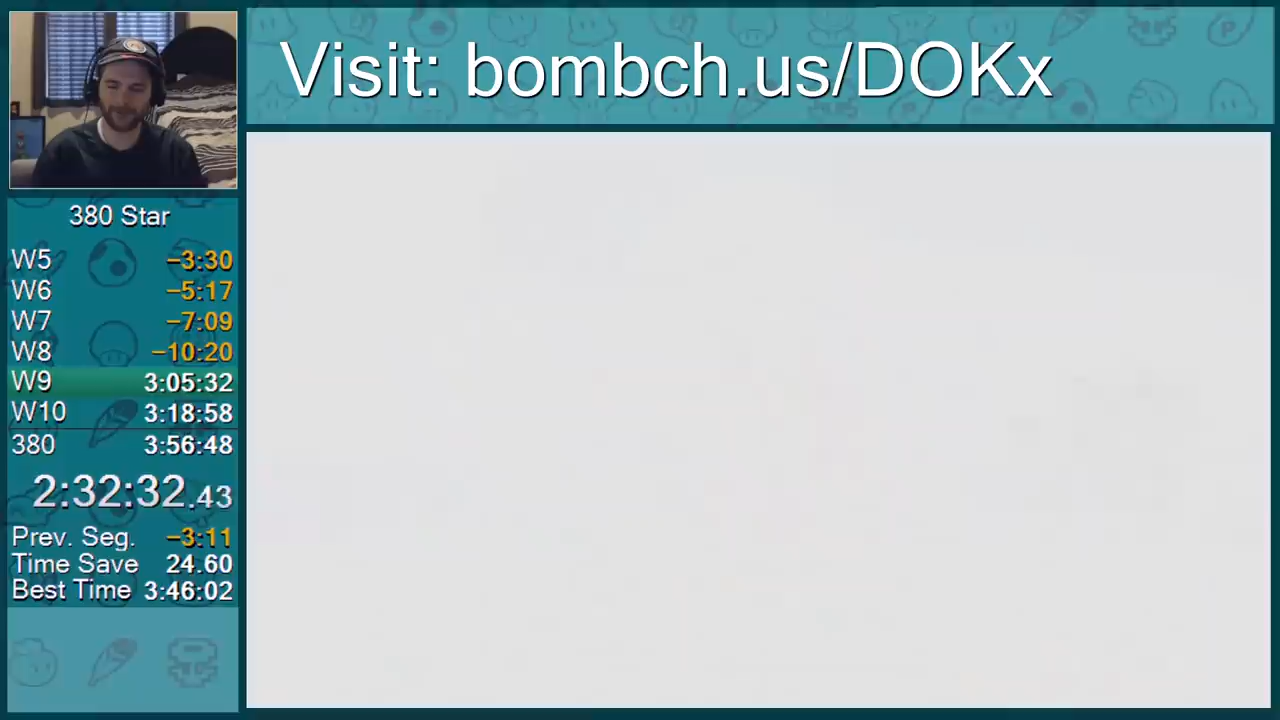 Visit: bombch.us/DOKx
380 Star
W5 -3:30
W6 -5:17
W7 -7:09
W8 -10:20
W9 3:05:32
W10 3:18:58
380 3:56:48
2:32:32.43
Prev. Seg. -3:11
Time Save 24.60
Best Time 3:46:02